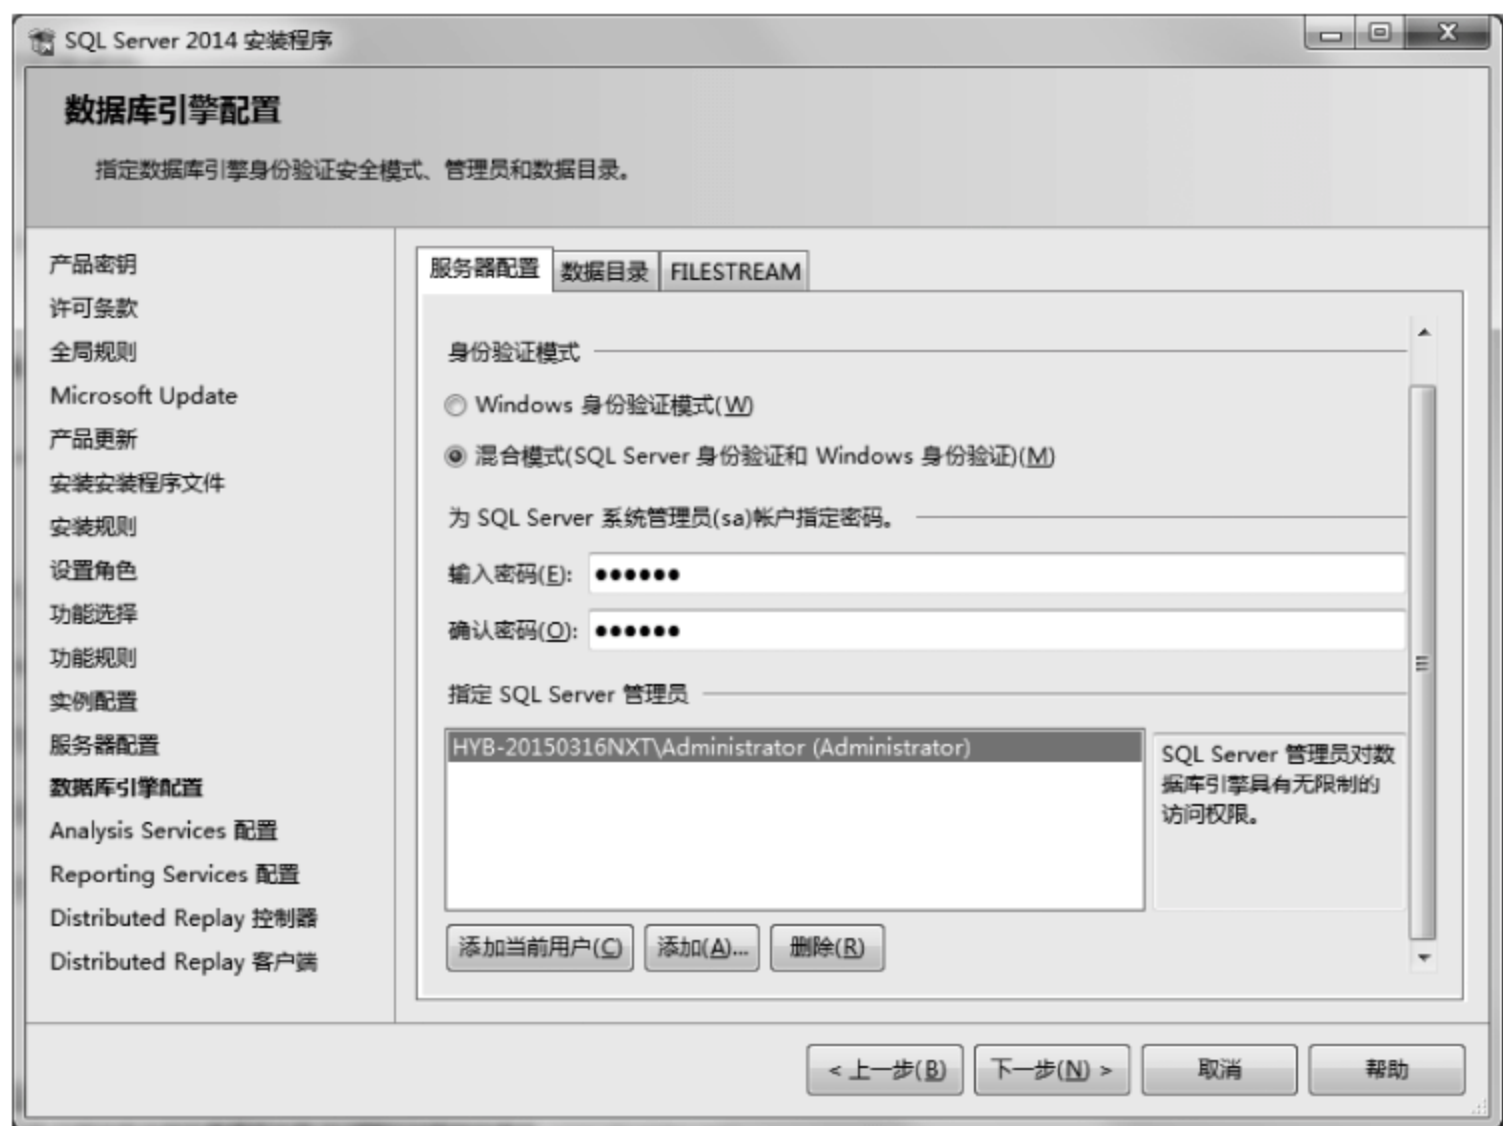 SQL Server 2014 安装程序
数据库引擎配置
指定数据库引擎身份验证安全模式、管理员和数据目录。
产品密钥
许可条款
全局规则
Microsoft Update
产品更新
安装安装程序文件
安装规则
设置角色
功能选择
功能规则
实例配置
服务器配置
数据库引擎配置
Analysis Services 配置
Reporting Services 配置
Distributed Replay 控制器
Distributed Replay 客户端
服务器配置 数据目录 FILESTREAM
身份验证模式
Windows 身份验证模式(W)
混合模式(SQL Server 身份验证和 Windows 身份验证)(M)
为 SQL Server 系统管理员(sa)帐户指定密码。
输入密码(E): ●●●●●●
确认密码(O): ●●●●●●
指定 SQL Server 管理员
HYB-20150316NXT\Administrator (Administrator)
SQL Server 管理员对数
据库引擎具有无限制的
访问权限。
添加当前用户(C) 添加(A)... 删除(R)
< 上一步(B) 下一步(N) > 取消 帮助